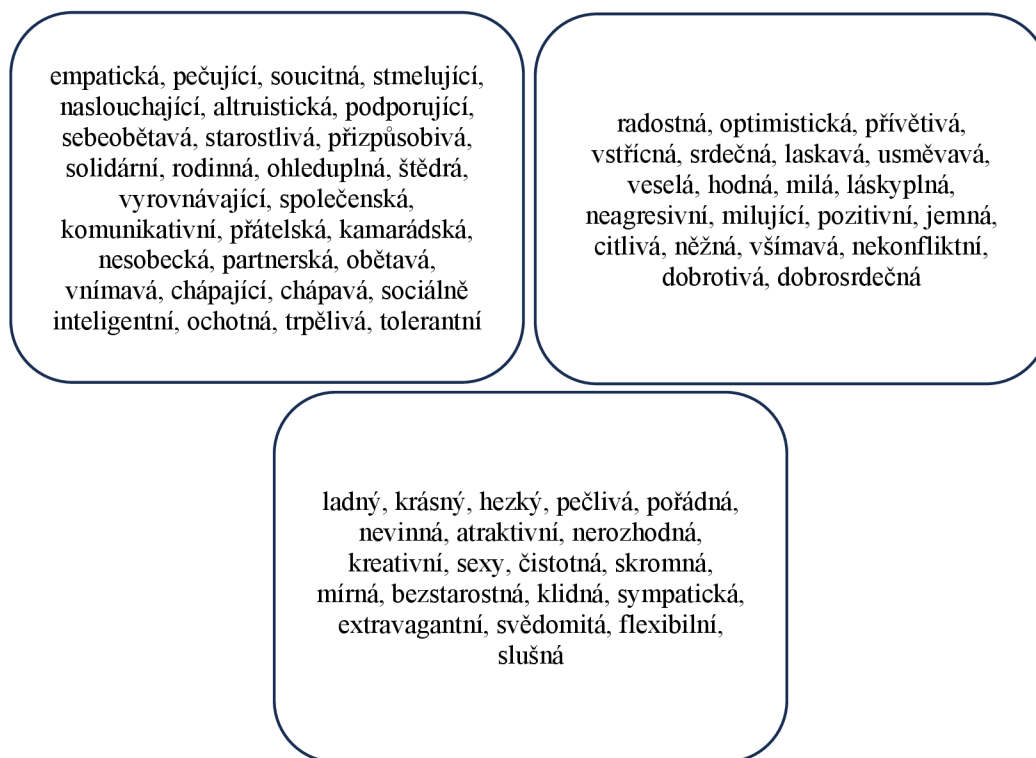 empatická, pečující, soucitná, stmelující,
naslouchající, altruistická, podporující,
sebeobětavá, starostlivá, přizpůsobivá,
solidární, rodinná, ohleduplná, štědrá,
vyrovnávající, společenská,
komunikativní, přátelská, kamarádská,
nesobecká, partnerská, obětavá,
vnímavá, chápající, chápavá, sociálně
inteligentní, ochotná, trpělivá, tolerantní
radostná, optimistická, přívětivá,
vstřícná, srdečná, laskavá, usměvavá,
veselá, hodná, milá, láskyplná,
neagresivní, milující, pozitivní, jemná,
citlivá, něžná, všímavá, nekonfliktní,
dobrotivá, dobrosrdečná
ladný, krásný, hezký, pečlivá, pořádná,
nevinná, atraktivní, nerozhodná,
kreativní, sexy, čistotná, skromná,
mírná, bezstarostná, klidná, sympatická,
extravagantní, svědomitá, flexibilní,
slušná